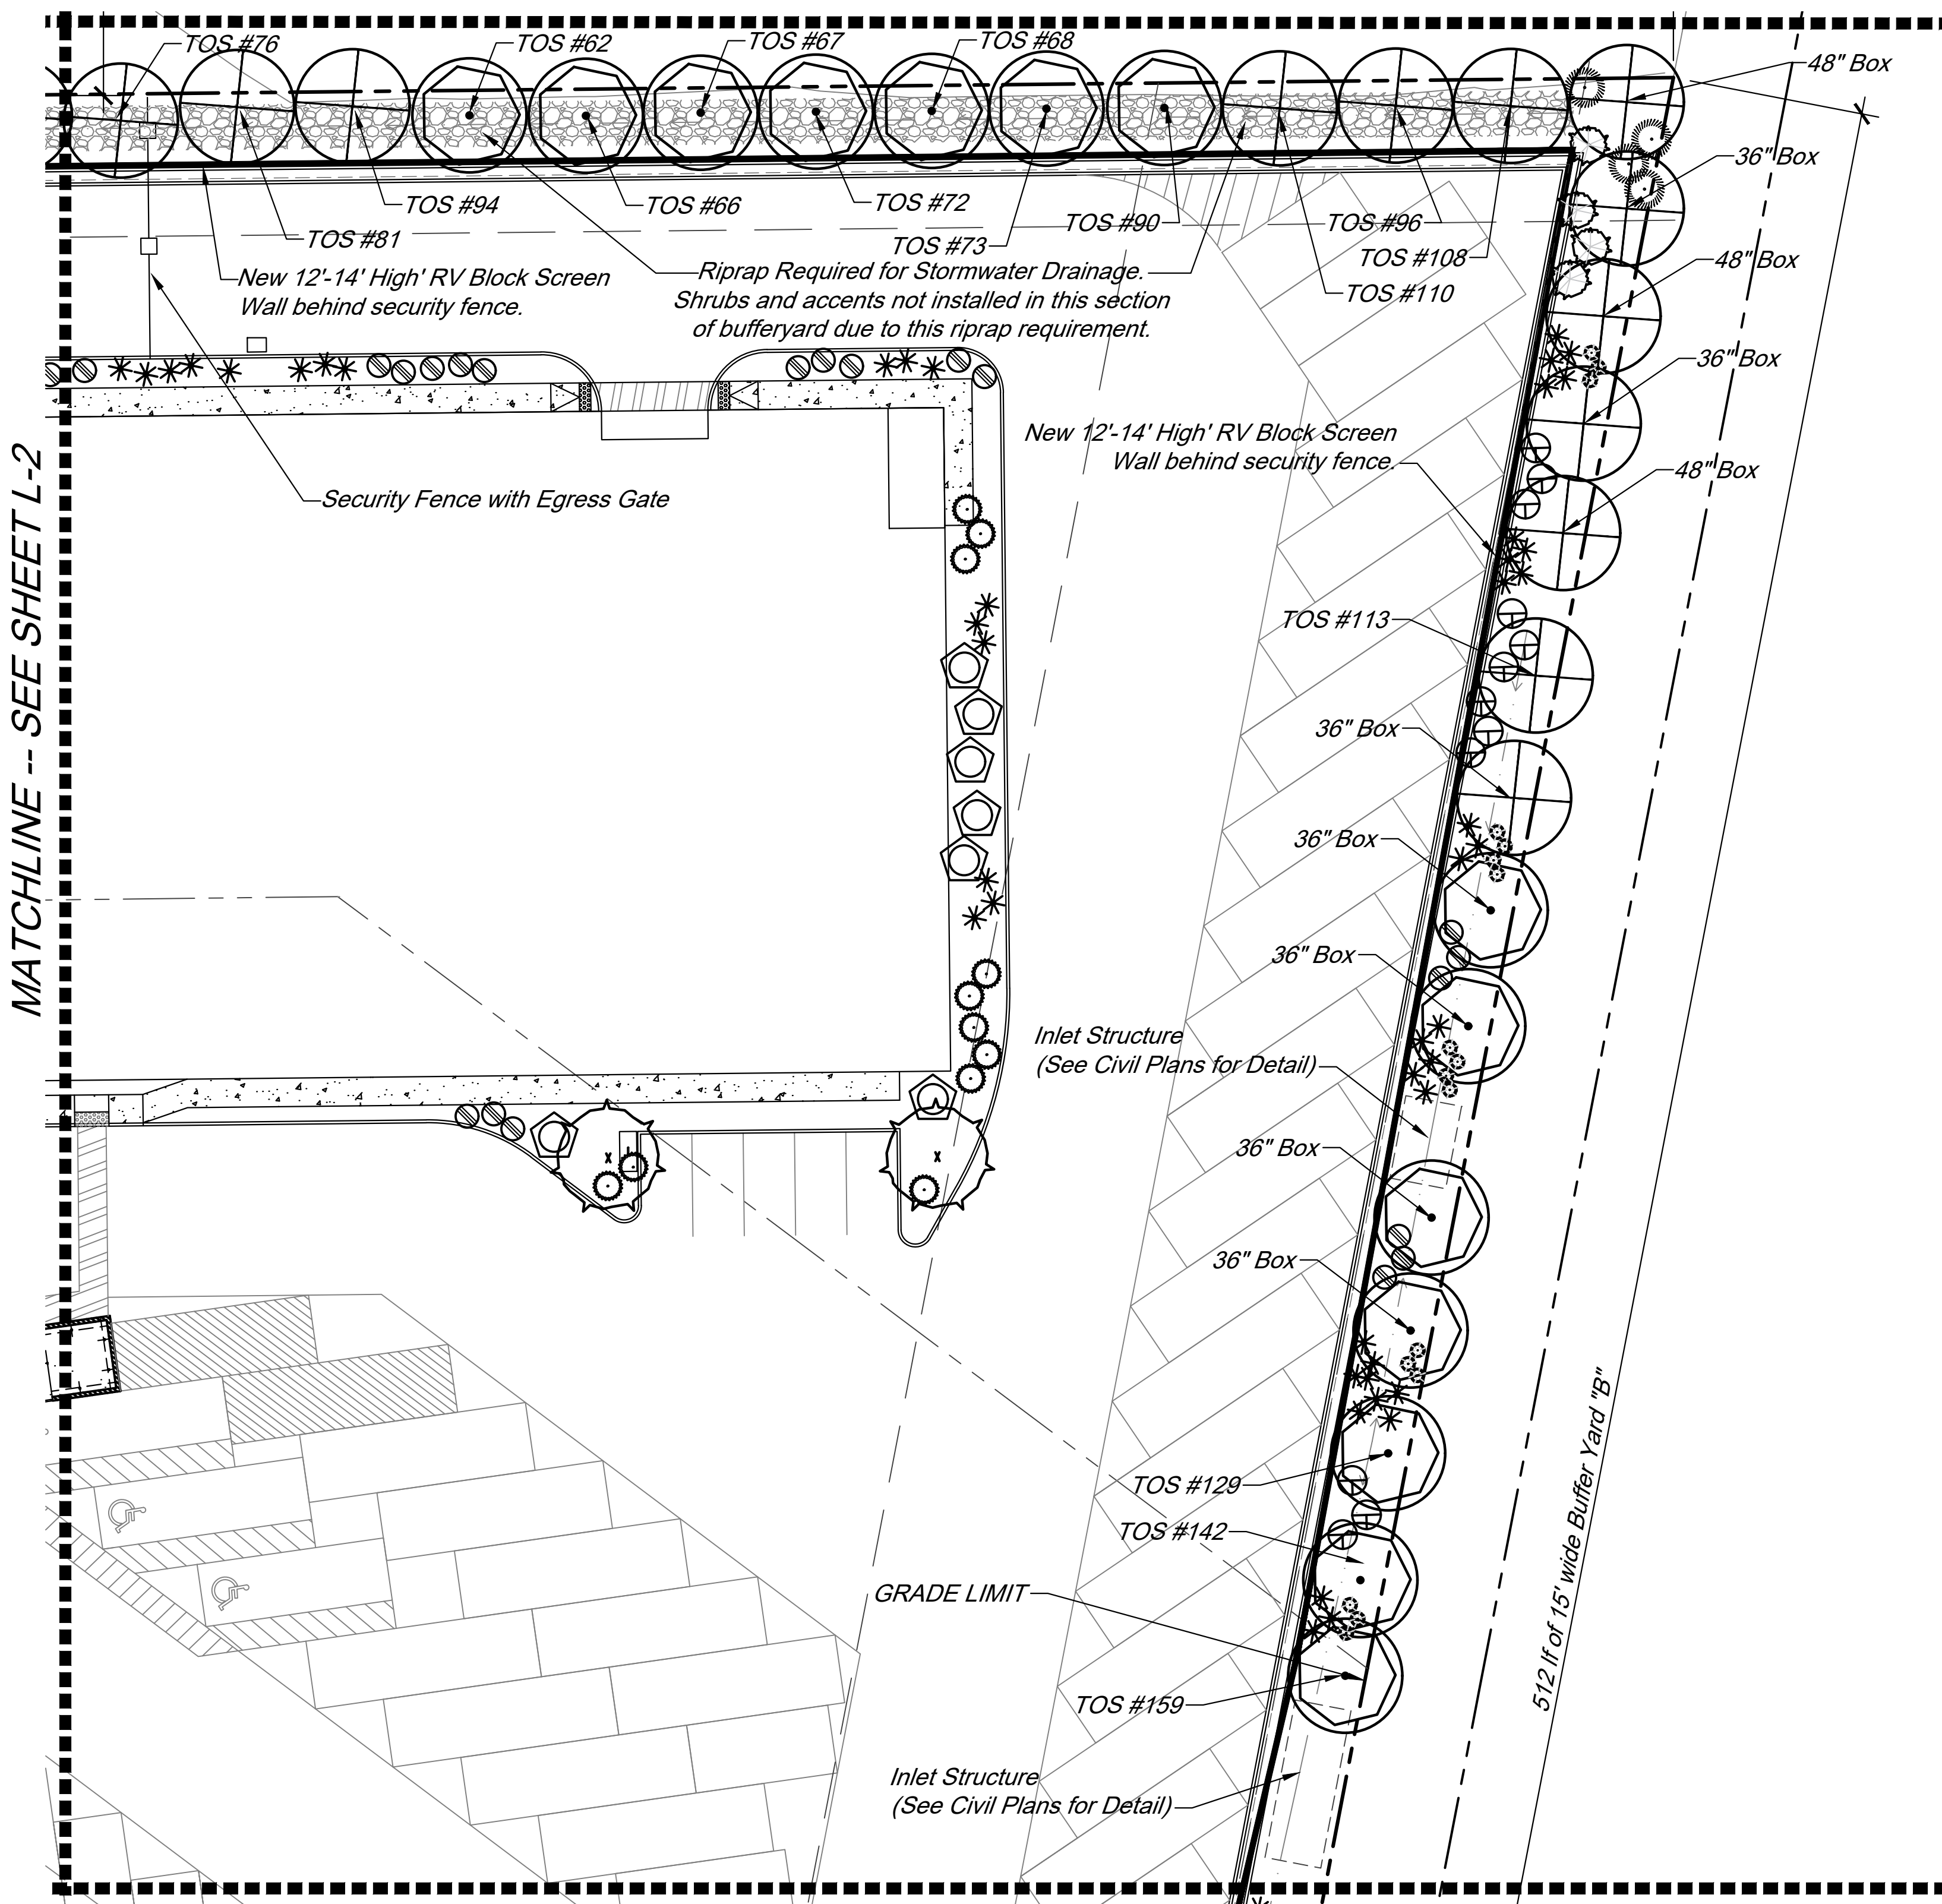 TOS #76
TOS #62
TOS #67
TOS #68
48" Box
36" Box
TOS #94
TOS #66
TOS #72
TOS #90
TOS #96
TOS #81
TOS #73
TOS #108
48" Box
New 12'-14' High' RV Block Screen
Wall behind security fence.
Riprap Required for Stormwater Drainage.
Shrubs and accents not installed in this section
of bufferyard due to this riprap requirement.
TOS #110
36" Box
New 12'-14' High' RV Block Screen
Wall behind security fence.
48" Box
Security Fence with Egress Gate
MATCHLINE -- SEE SHEET L-2
TOS #113
36" Box
36" Box
36" Box
Inlet Structure
(See Civil Plans for Detail)
36" Box
36" Box
TOS #129
TOS #142
GRADE LIMIT
512 lf of 15' wide Buffer Yard "B"
TOS #159
Inlet Structure
(See Civil Plans for Detail)